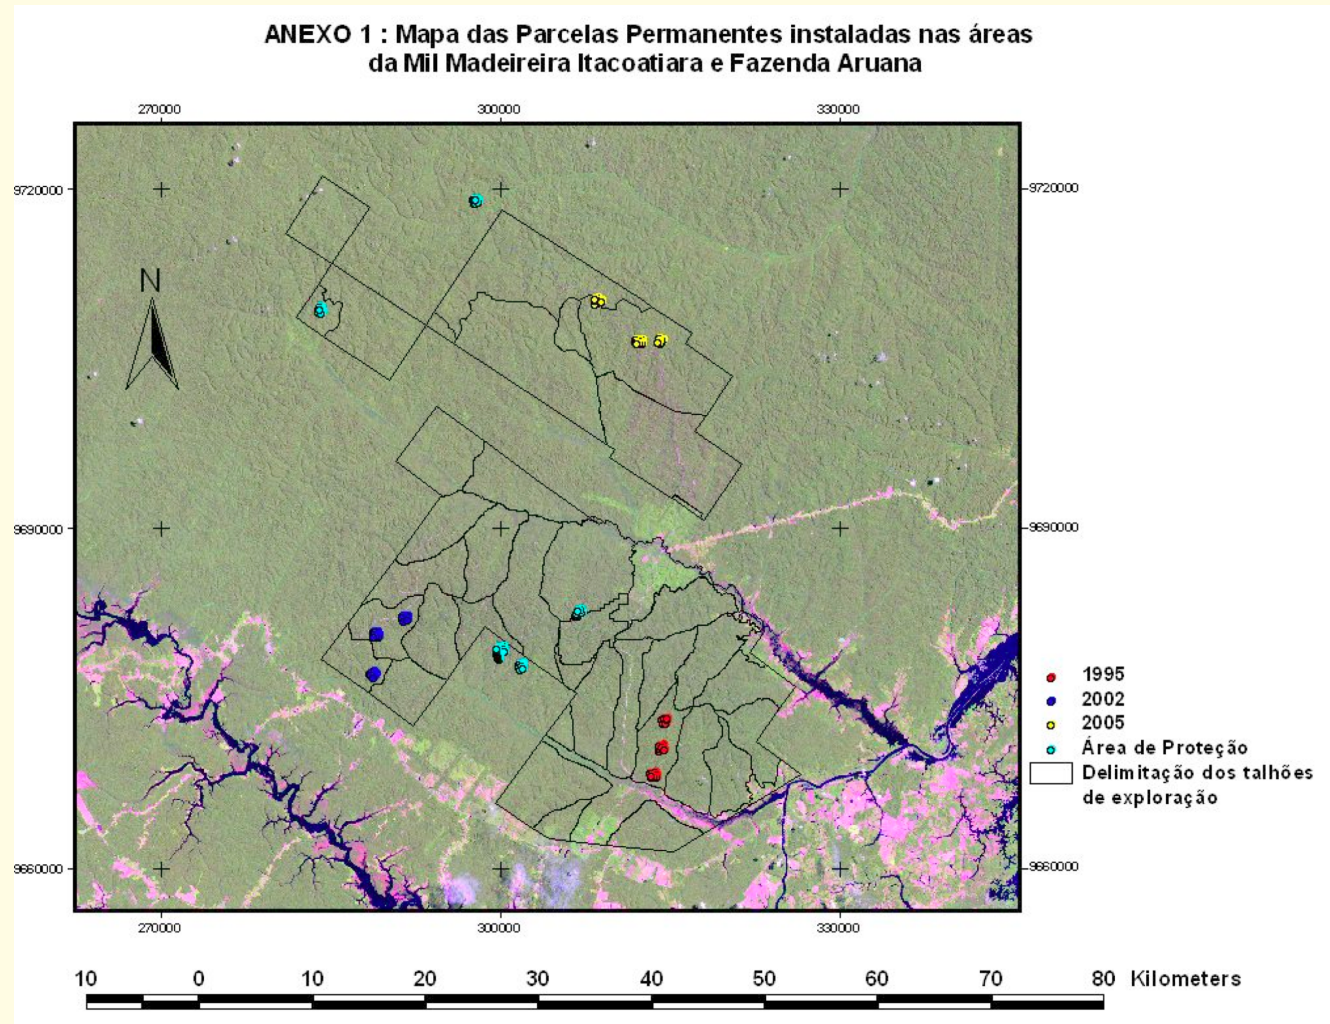 ANEXO 1 : Mapa das Parcelas Permanentes instaladas nas áreas
da Mil Madeireira Itacoatiara e Fazenda Aruana
270000 300000 330000
9720000 9720000
N
9690000 9690000
1995
2002
2005
Área de Proteção
Delimitação dos talhões
de exploração
9660000 9660000
270000 300000 330000
10 0 10 20 30 40 50 60 70 80 Kilometers